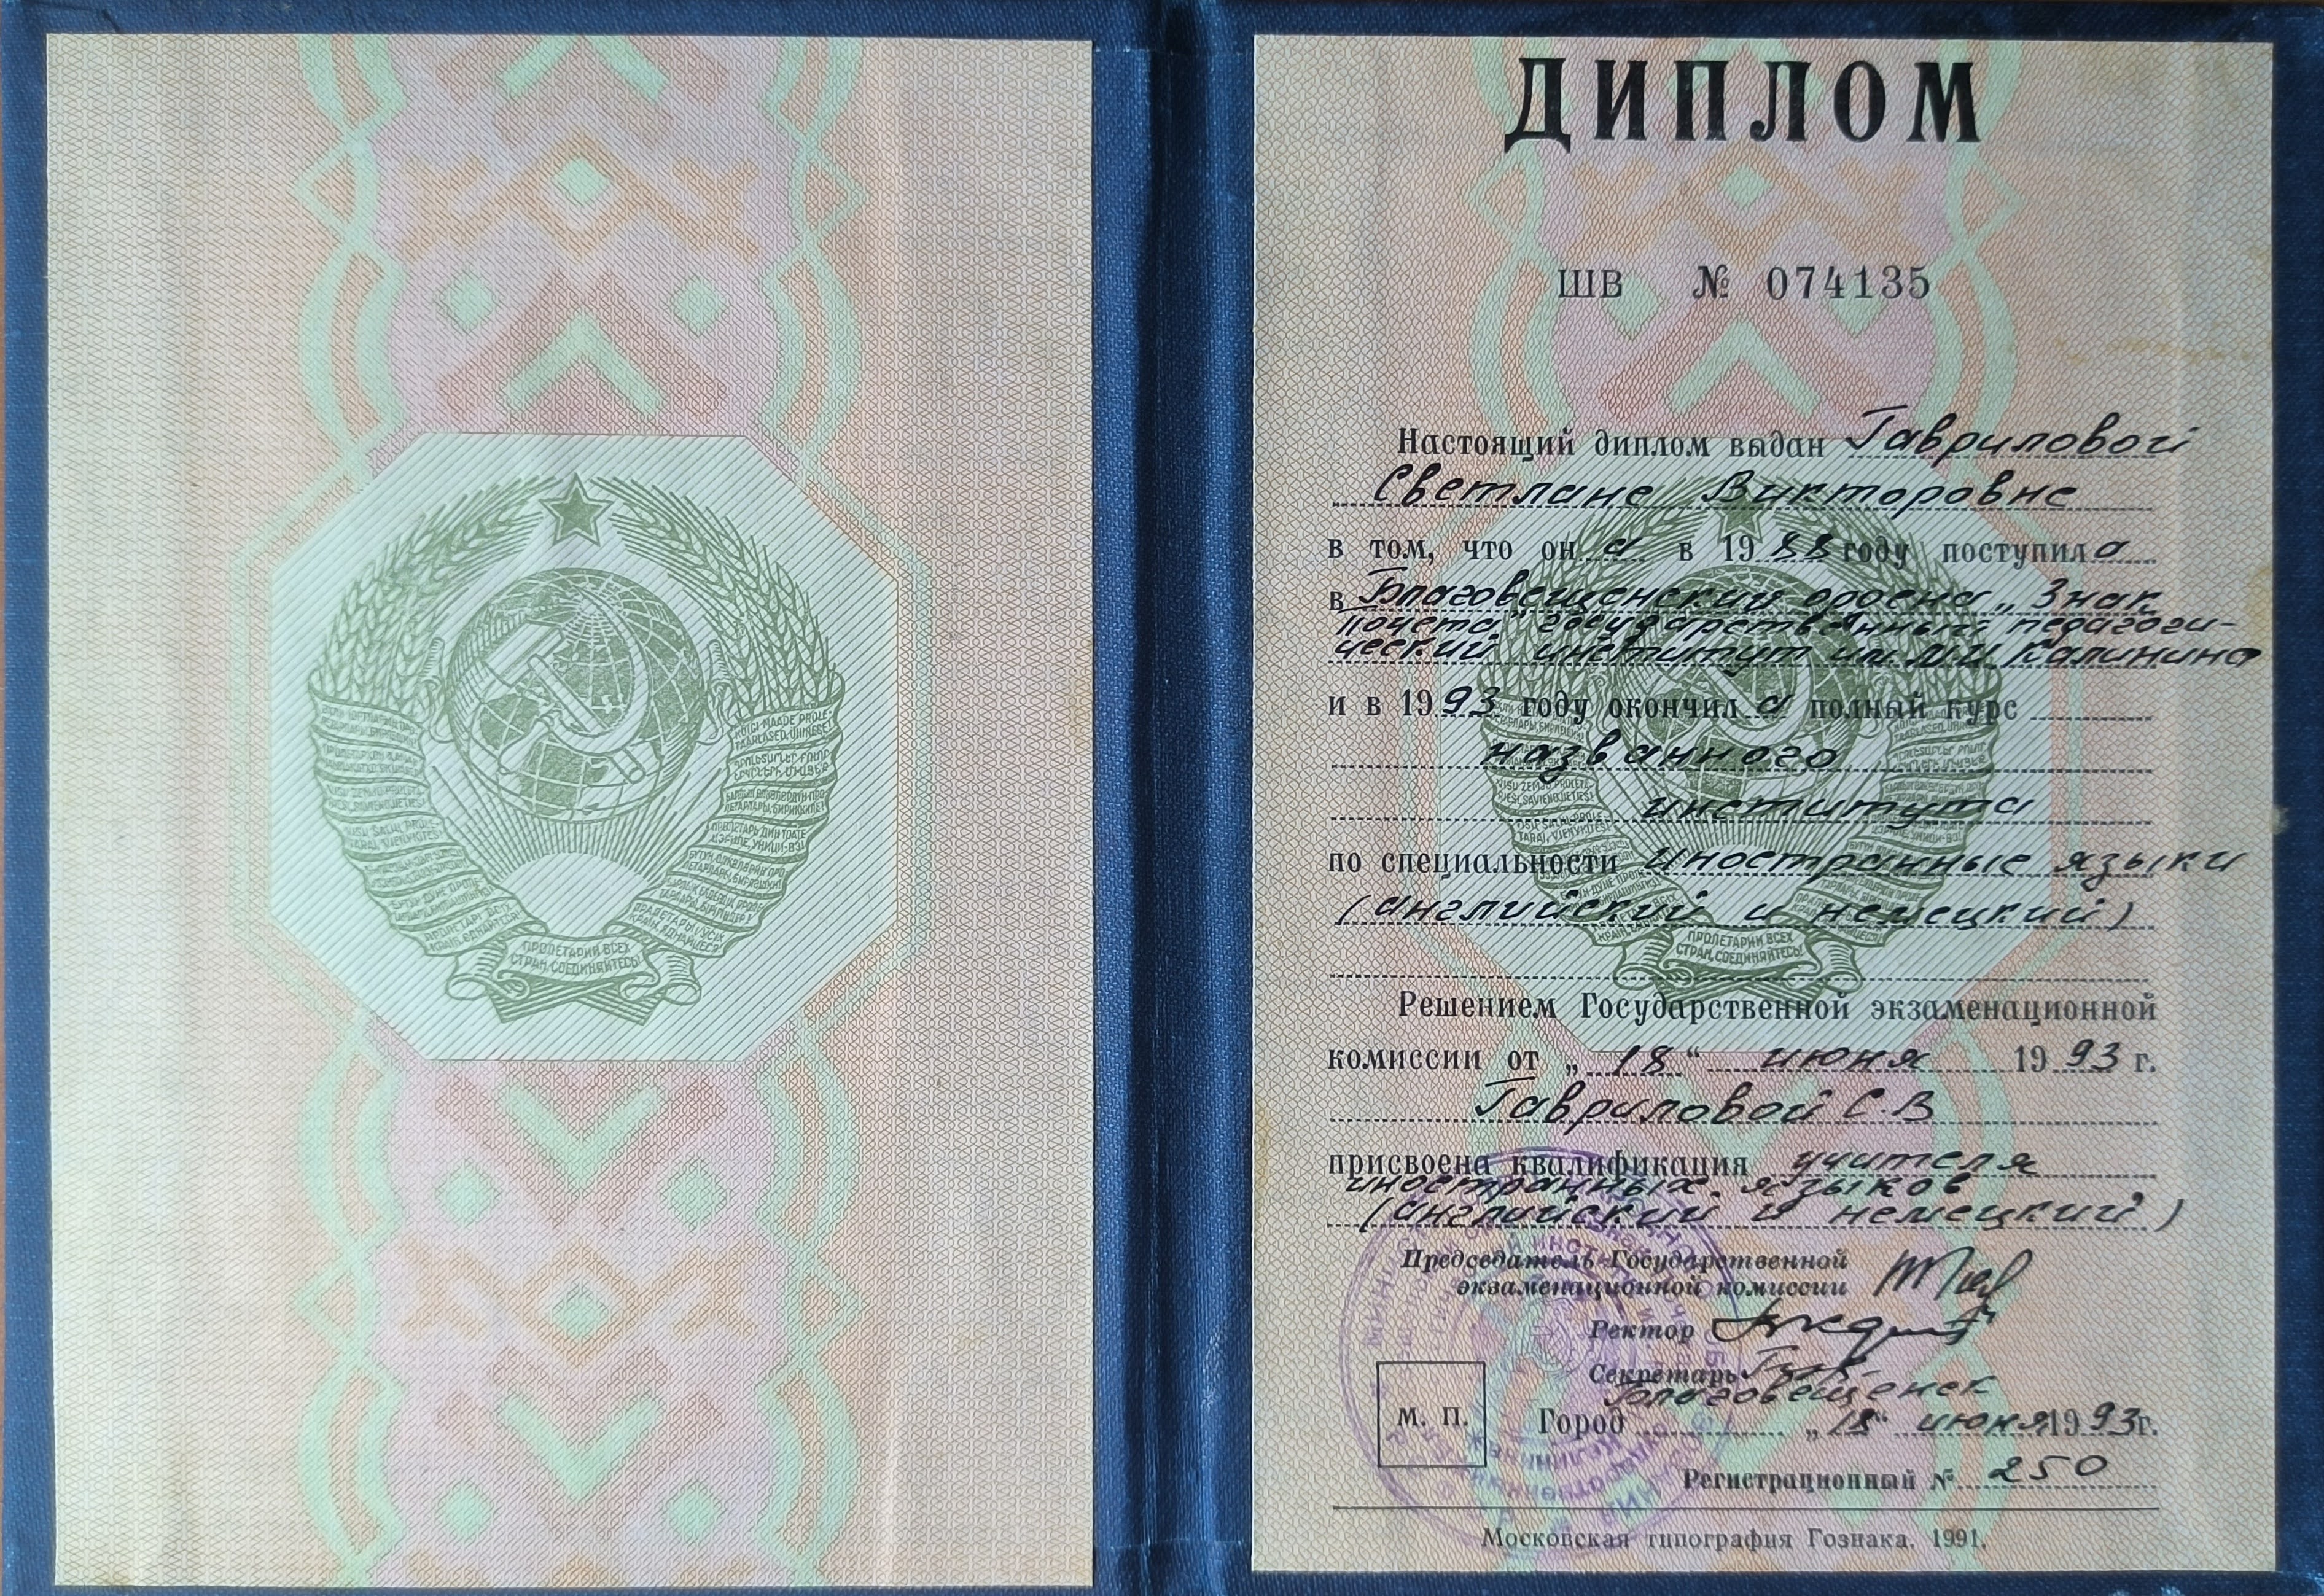 ПРОЛЕТАРИИ ВСЕХ
СТРАН, СОЕДИНЯЙТЕСЬ!
ДИПЛОМ
ШВ № 074135
Настоящий диплом выдан Гавриловой
Светлане Викторовне
в том, что он а в 1988 году поступила
в Благовещенский ордена „Знак
Почета" государственный педагоги-
ческий институт им. М.И. Калинина
и в 1993 году окончил а полный курс
названного
института
по специальности иностранные языки
(английский и немецкий)
Решением Государственной экзаменационной
комиссии от „18" июня 1993 г.
Гавриловой С.В
присвоена квалификация учителя
иностранных языков
(английский и немецкий)
Председатель Государственной
экзаменационной комиссии
Ректор
Секретарь
Благовещенск
М. П. Город „18" июня 1993г.
Регистрационный № 250
Московская типография Гознака. 1991.